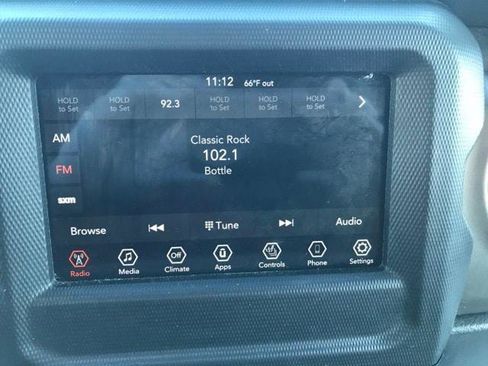 11:12 66°F out
HOLD to Set HOLD to Set 92.3 HOLD to Set HOLD to Set HOLD to Set
AM
Classic Rock
102.1
FM
Bottle
sxm
Browse Tune Audio
Off
Radio Media Climate Apps Controls Phone Settings